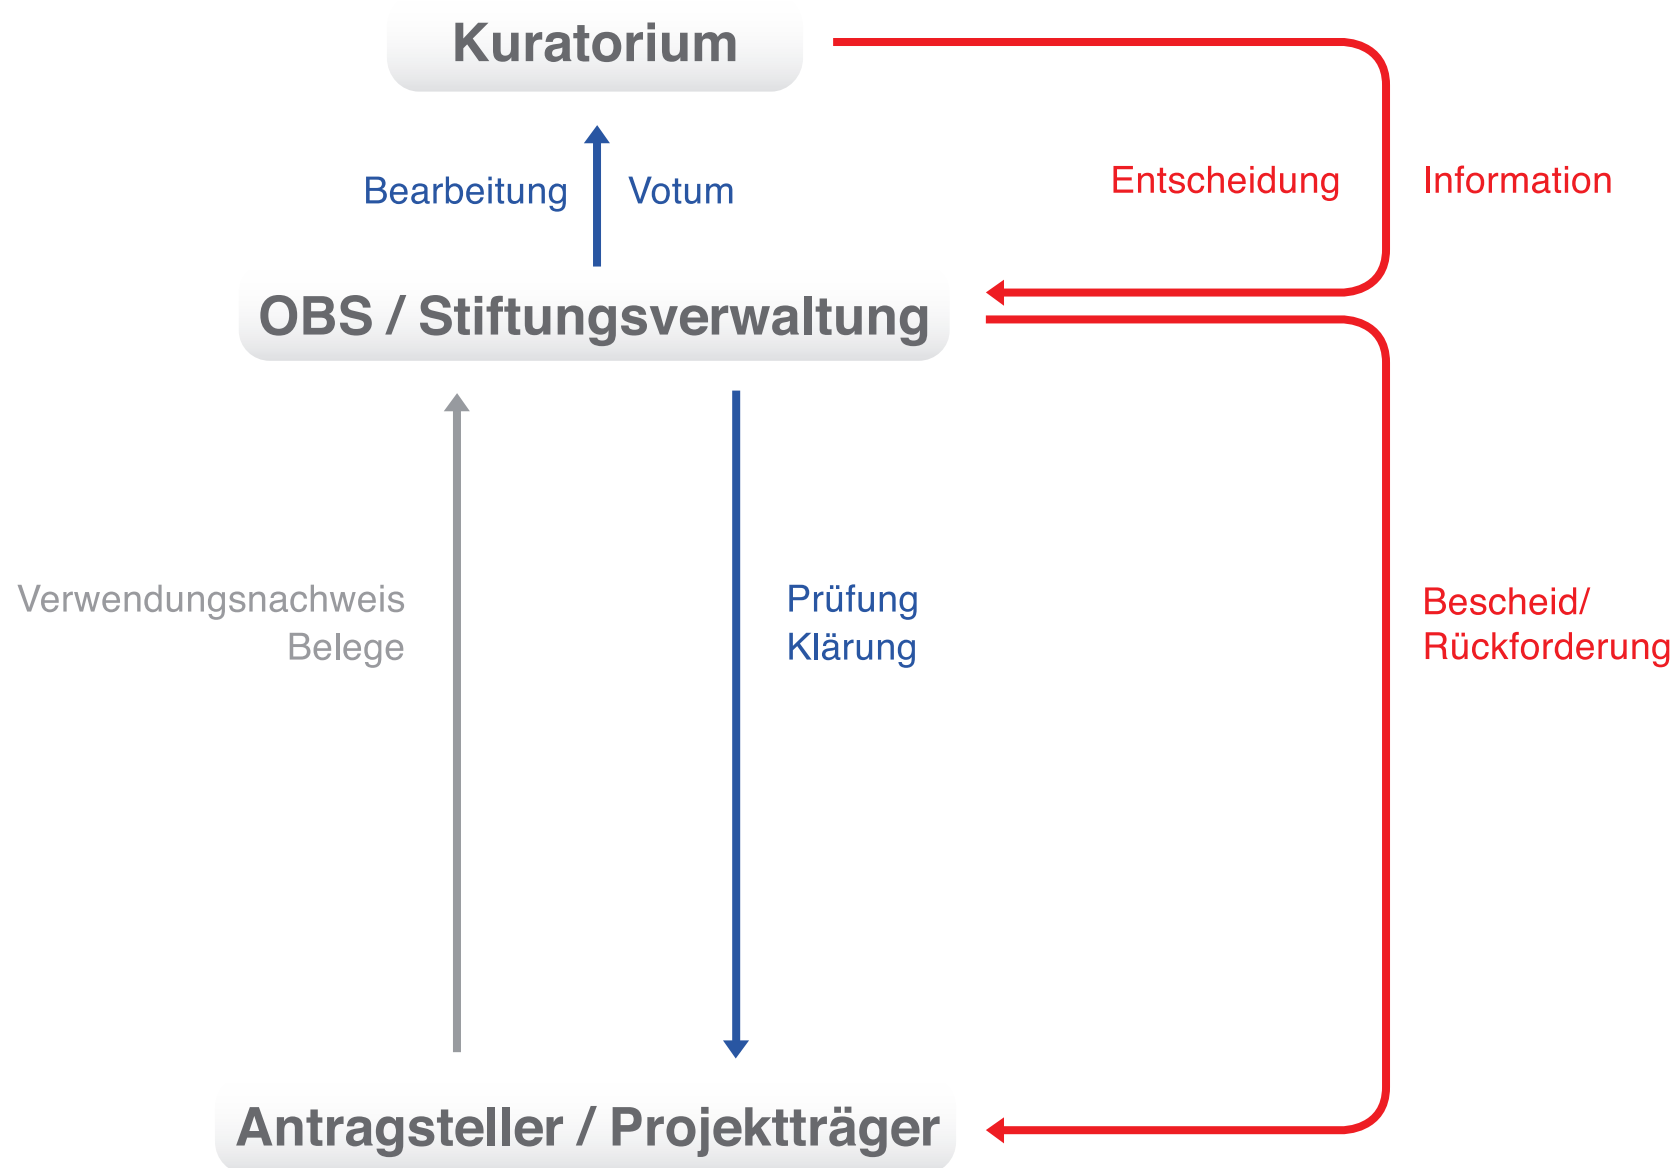 Kuratorium
Bearbeitung
Votum
Entscheidung
Information
OBS / Stiftungsverwaltung
Verwendungsnachweis
Belege
Prüfung
Klärung
Bescheid/
Rückforderung
Antragsteller / Projektträger